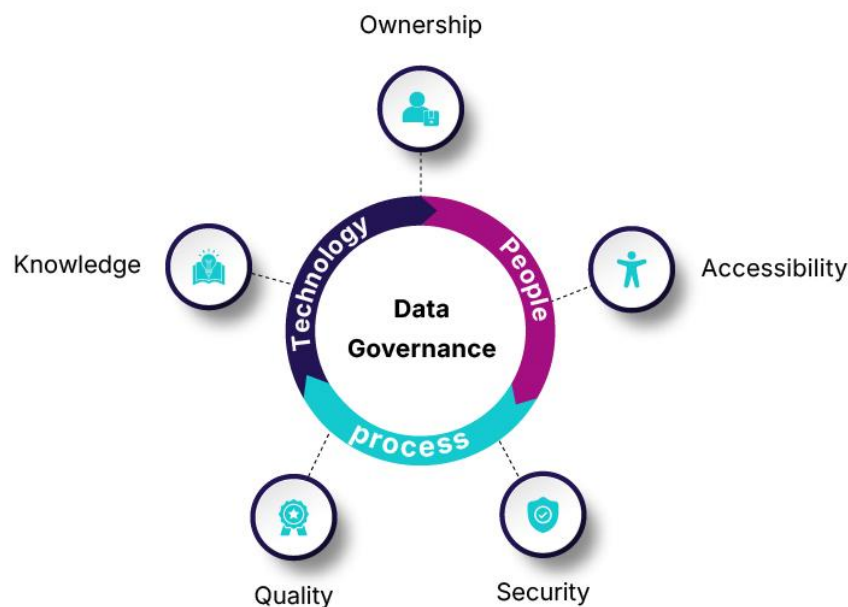 Ownership
Technology
People
Knowledge
Accessibility
Data
Governance
process
Quality
Security